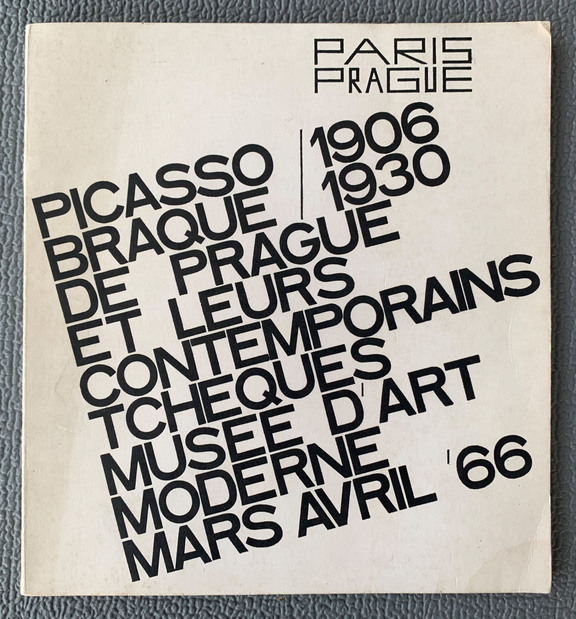 PARIS
PRAGUE
PICASSO 1906
BRAQUE 1930
DE PRAGUE
ET LEURS
CONTEMPORAINS
TCHEQUES
MUSEE D'ART
MODERNE
MARS AVRIL '66